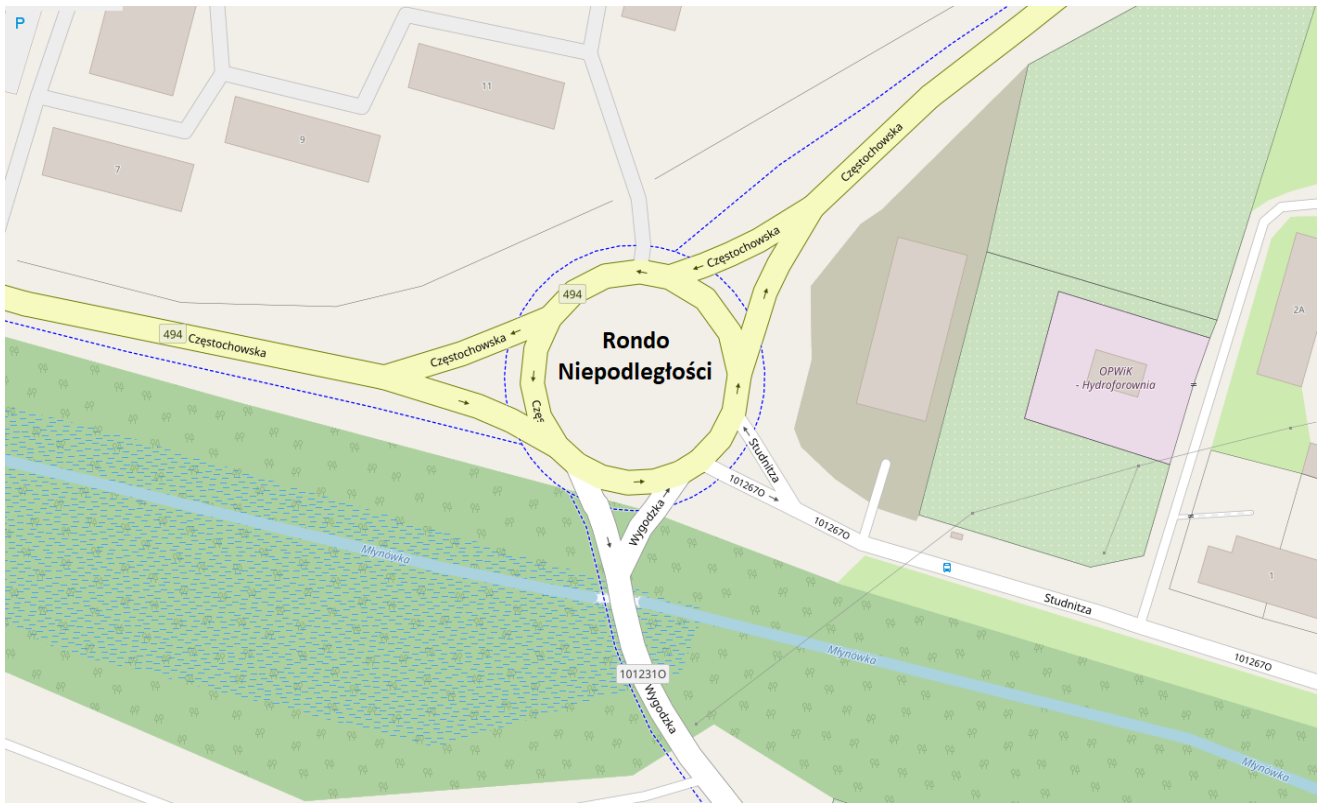 P
11
9
7
Częstochowska
Częstochowska
494
2A
494
Częstochowska
Rondo
Niepodległości
Częstochowska
OPWiK
- Hydroforownia
Częs
Studnitza
101267O
Wygodzka
101267O
Młynówka
1
Studnitza
101267O
Młynówka
101231O
Wygodzka
Młynówka